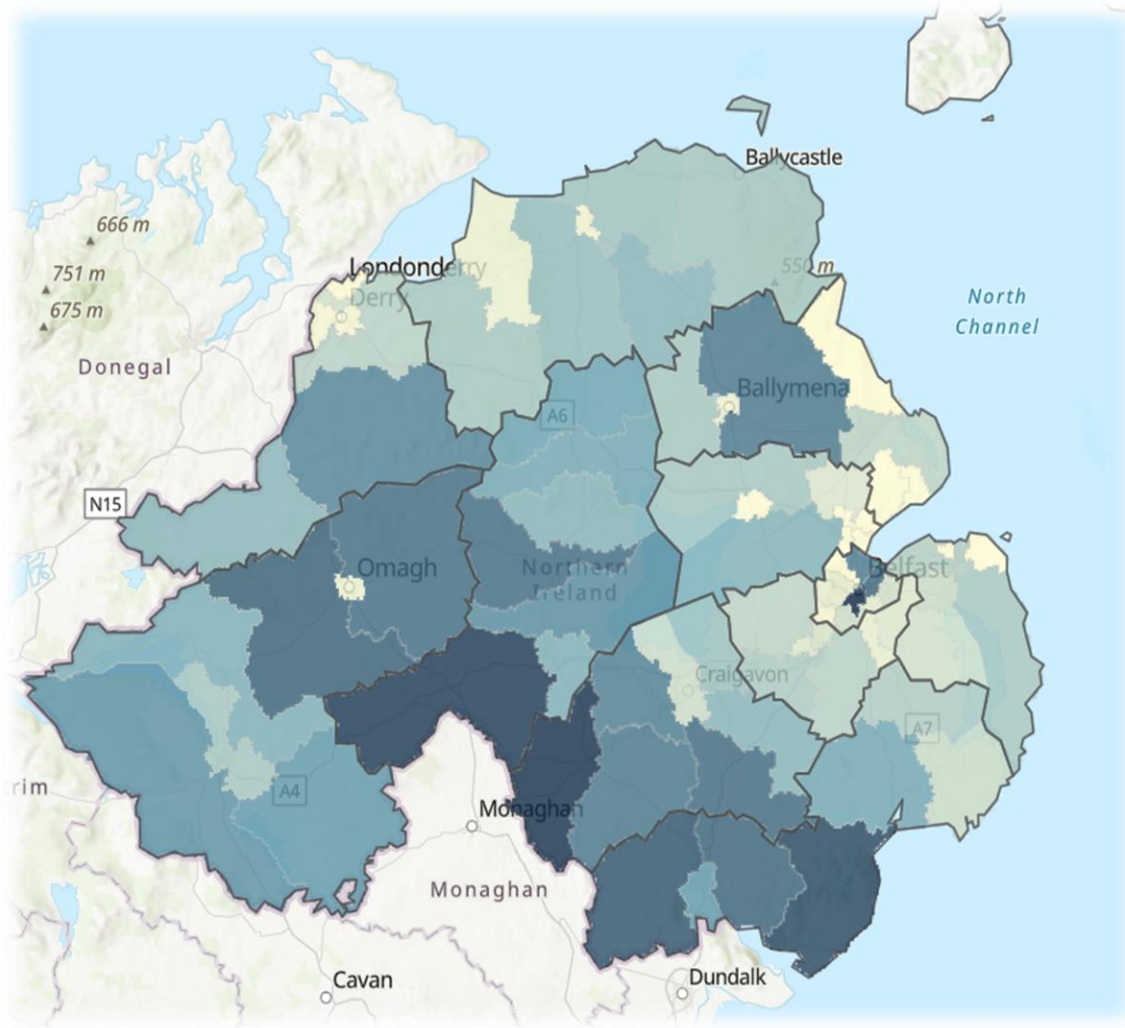 Ballycastle
666 m
Londonderry
751 m
550 m
Derry
675 m
North
Channel
Donegal
Ballymena
A6
N15
Omagh
Northern
Ireland
Belfast
Craigavon
A7
rim
A4
Monaghan
Monaghan
Cavan
Dundalk